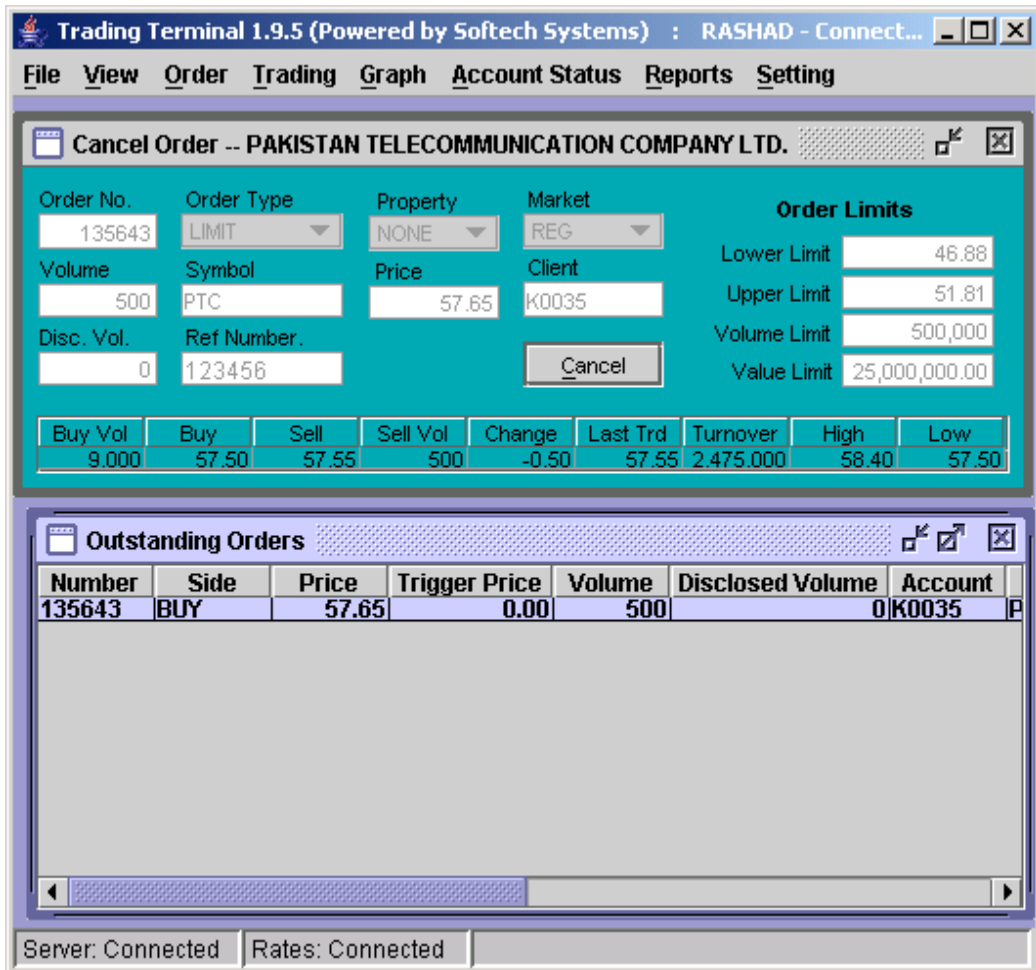 Trading Terminal 1.9.5 (Powered by Softech Systems) : RASHAD - Connect...
File View Order Trading Graph Account Status Reports Setting
Cancel Order -- PAKISTAN TELECOMMUNICATION COMPANY LTD.
Order No. Order Type Property Market Order Limits
135643 LIMIT NONE REG Lower Limit 46.88
Volume Symbol Price Client
500 PTC 57.65 K0035 Upper Limit 51.81
Disc. Vol. Ref Number. Volume Limit 500,000
0 123456 Cancel Value Limit 25,000,000.00
Buy Vol Buy Sell Sell Vol Change Last Trd Turnover High Low
9.000 57.50 57.55 500 -0.50 57.55 2.475.000 58.40 57.50
Outstanding Orders
Number Side Price Trigger Price Volume Disclosed Volume Account
135643 BUY 57.65 0.00 500 0 K0035 P
Server: Connected Rates: Connected